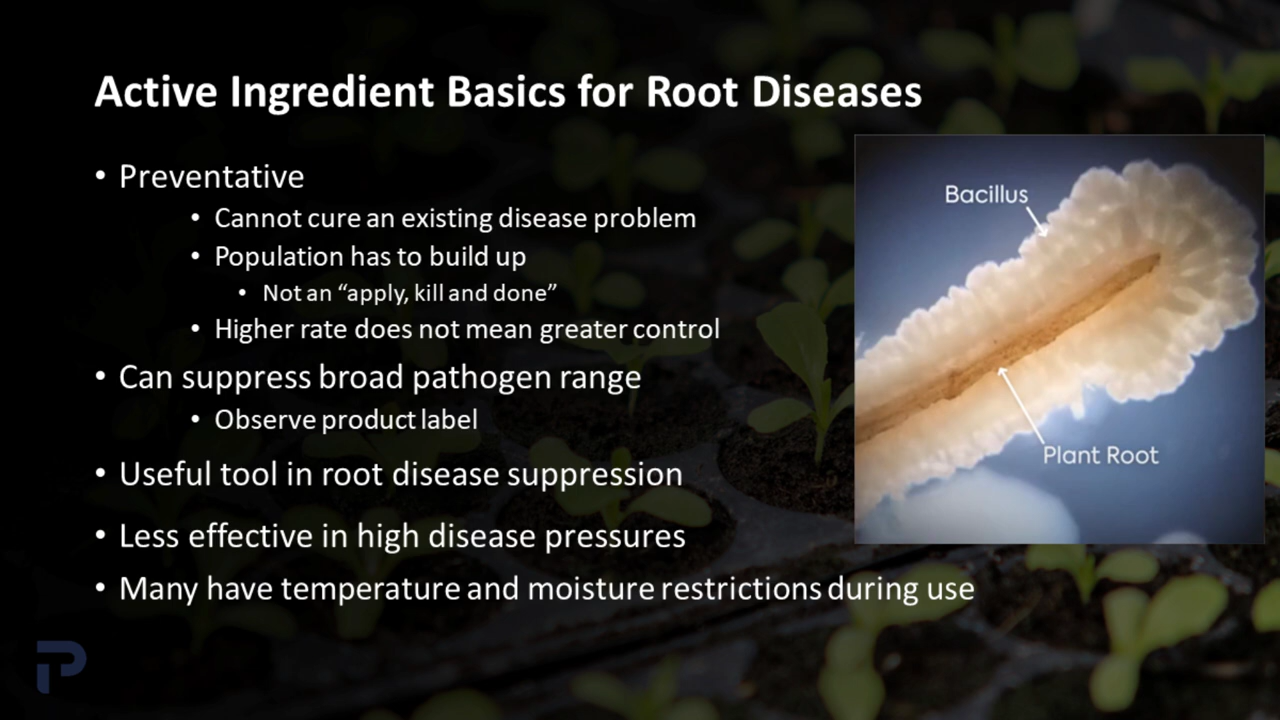 Active Ingredient Basics for Root Diseases
• Preventative
• Cannot cure an existing disease problem
• Population has to build up
• Not an “apply, kill and done”
• Higher rate does not mean greater control
• Can suppress broad pathogen range
• Observe product label
• Useful tool in root disease suppression
• Less effective in high disease pressures
• Many have temperature and moisture restrictions during use
Bacillus
Plant Root